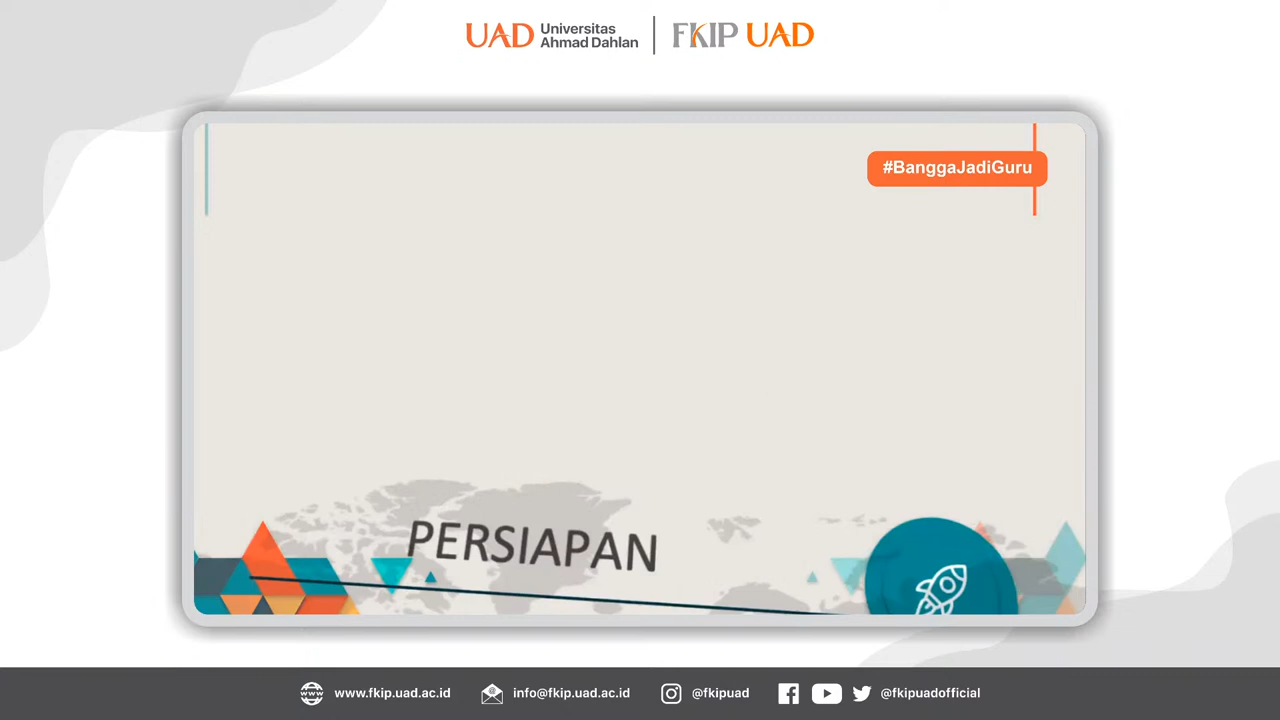 UAD Universitas Ahmad Dahlan FKIP UAD
#BanggaJadiGuru
PERSIAPAN
www.fkip.uad.ac.id info@fkip.uad.ac.id @fkipuad @fkipuadofficial